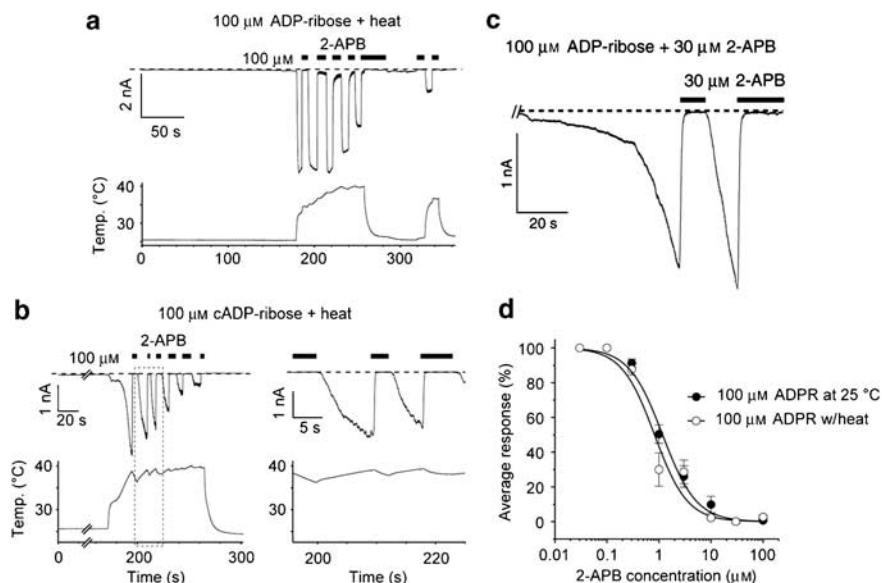 a
100 μM ADP-ribose + heat
2-APB
100 μM
2 nA
50 s
Temp. (°C)
40
30
0 100 200 300
b
100 μM cADP-ribose + heat
2-APB
100 μM
1 nA
20 s
1 nA
5 s
Temp. (°C)
40
30
40
30
0 200 300
200 220
Time (s) Time (s)
c
100 μM ADP-ribose + 30 μM 2-APB
30 μM 2-APB
//
1 nA
20 s
d
Average response (%)
100
80
60
40
20
0
100 μM ADPR at 25 °C
100 μM ADPR w/heat
0.01 0.1 1 10 100
2-APB concentration (μM)